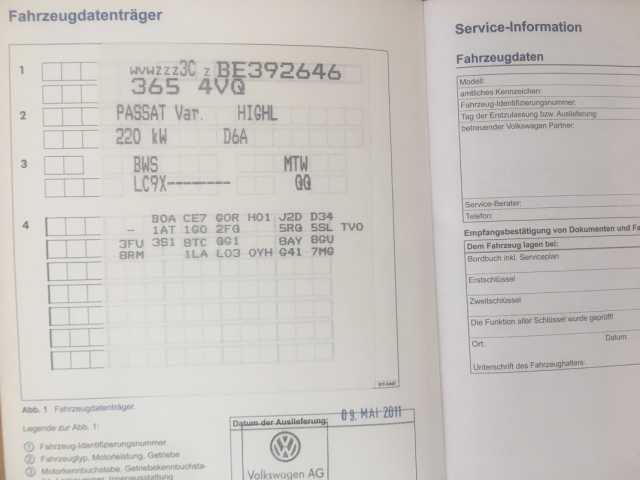 Fahrzeugdatenträger
1 WVWZZZ3C Z BE392646
365 4VQ
2 PASSAT Var. HIGHL
220 kW D6A
3 BWS MTW
LC9X-------- QQ
4 B0A CE7 G0R H01 J2D D34
- 1AT 1G0 2FQ 5RQ 5SL TVO
3FU 3S1 8TC QG1 8AY 8GU
8RM 1LA L03 0YH G41 7MG
Abb. 1 Fahrzeugdatenträger.
Legende zur Abb. 1:
1 Fahrzeug-Identifizierungsnummer
2 Fahrzeugtyp, Motorleistung, Getriebe
3 Motorkennbuchstabe, Getriebekennbuchsta-
Datum der Auslieferung: 09. MAI 2011
Volkswagen AG
Service-Information
Fahrzeugdaten
Modell:
amtliches Kennzeichen:
Fahrzeug-Identifizierungsnummer:
Tag der Erstzulassung bzw. Auslieferung:
betreuender Volkswagen Partner:
Service-Berater:
Telefon:
Empfangsbestätigung von Dokumenten und Fa
Dem Fahrzeug lagen bei:
Bordbuch inkl. Serviceplan
Erstschlüssel
Zweitschlüssel
Die Funktion aller Schlüssel wurde geprüft!
Ort: Datum:
Unterschrift des Fahrzeughalters: